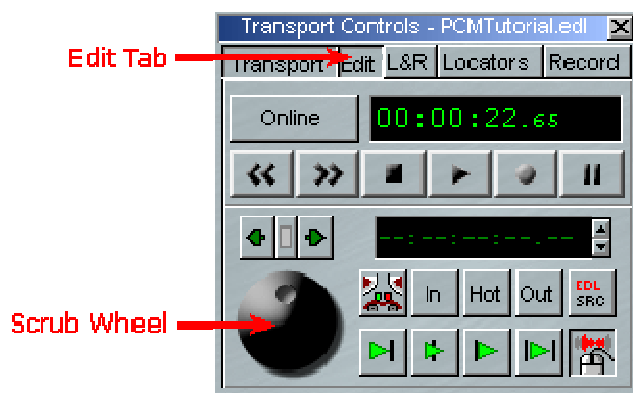 Transport Controls - PCMTutorial.edl
Edit Tab
Transport Edit L&R Locators Record
Online 00:00:22.65
--:--:--:--.--
In Hot Out EDL SRC
Scrub Wheel